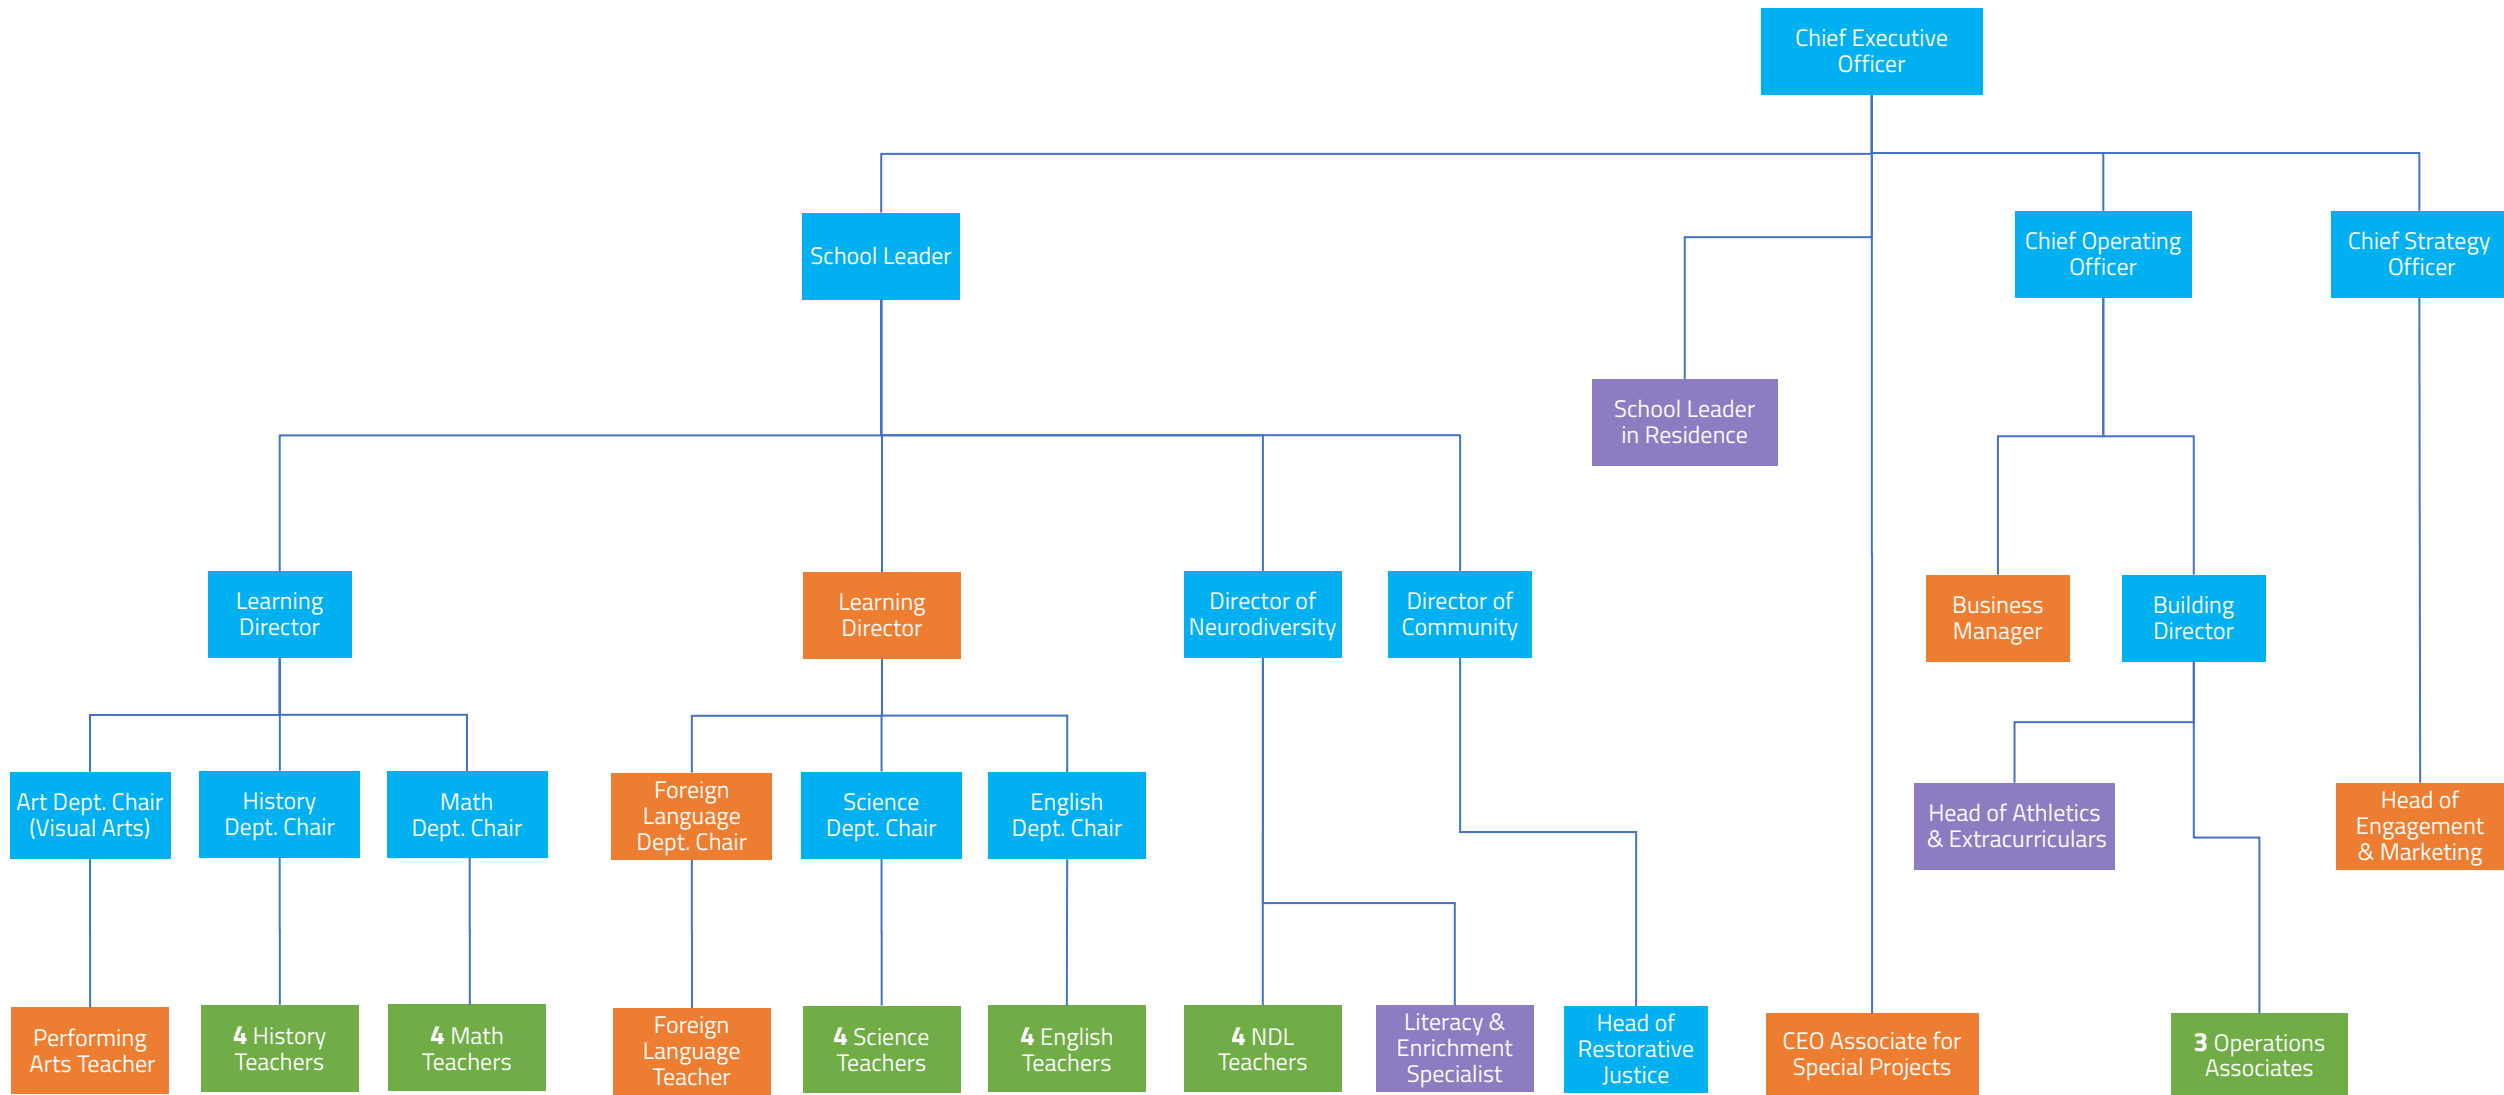 Chief Executive
Officer
School Leader
Chief Operating
Officer
Chief Strategy
Officer
School Leader
in Residence
Learning
Director
Learning
Director
Director of
Neurodiversity
Director of
Community
Business
Manager
Building
Director
Art Dept. Chair
(Visual Arts)
History
Dept. Chair
Math
Dept. Chair
Foreign
Language
Dept. Chair
Science
Dept. Chair
English
Dept. Chair
Head of Athletics
& Extracurriculars
Head of
Engagement
& Marketing
Performing
Arts Teacher
4 History
Teachers
4 Math
Teachers
Foreign
Language
Teacher
4 Science
Teachers
4 English
Teachers
4 NDL
Teachers
Literacy &
Enrichment
Specialist
Head of
Restorative
Justice
CEO Associate for
Special Projects
3 Operations
Associates